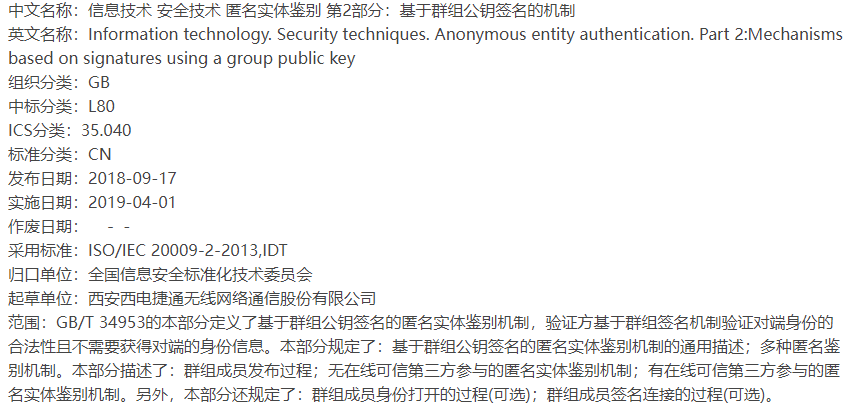 中文名称：信息技术 安全技术 匿名实体鉴别 第2部分：基于群组公钥签名的机制
英文名称：Information technology. Security techniques. Anonymous entity authentication. Part 2:Mechanisms
based on signatures using a group public key
组织分类：GB
中标分类：L80
ICS分类：35.040
标准分类：CN
发布日期：2018-09-17
实施日期：2019-04-01
作废日期： - -
采用标准：ISO/IEC 20009-2-2013,IDT
归口单位：全国信息安全标准化技术委员会
起草单位：西安西电捷通无线网络通信股份有限公司
范围：GB/T 34953的本部分定义了基于群组公钥签名的匿名实体鉴别机制，验证方基于群组签名机制验证对端身份的
合法性且不需要获得对端的身份信息。本部分规定了：基于群组公钥签名的匿名实体鉴别机制的通用描述；多种匿名鉴
别机制。本部分描述了：群组成员发布过程；无在线可信第三方参与的匿名实体鉴别机制；有在线可信第三方参与的匿
名实体鉴别机制。另外，本部分还规定了：群组成员身份打开的过程(可选)；群组成员签名连接的过程(可选)。